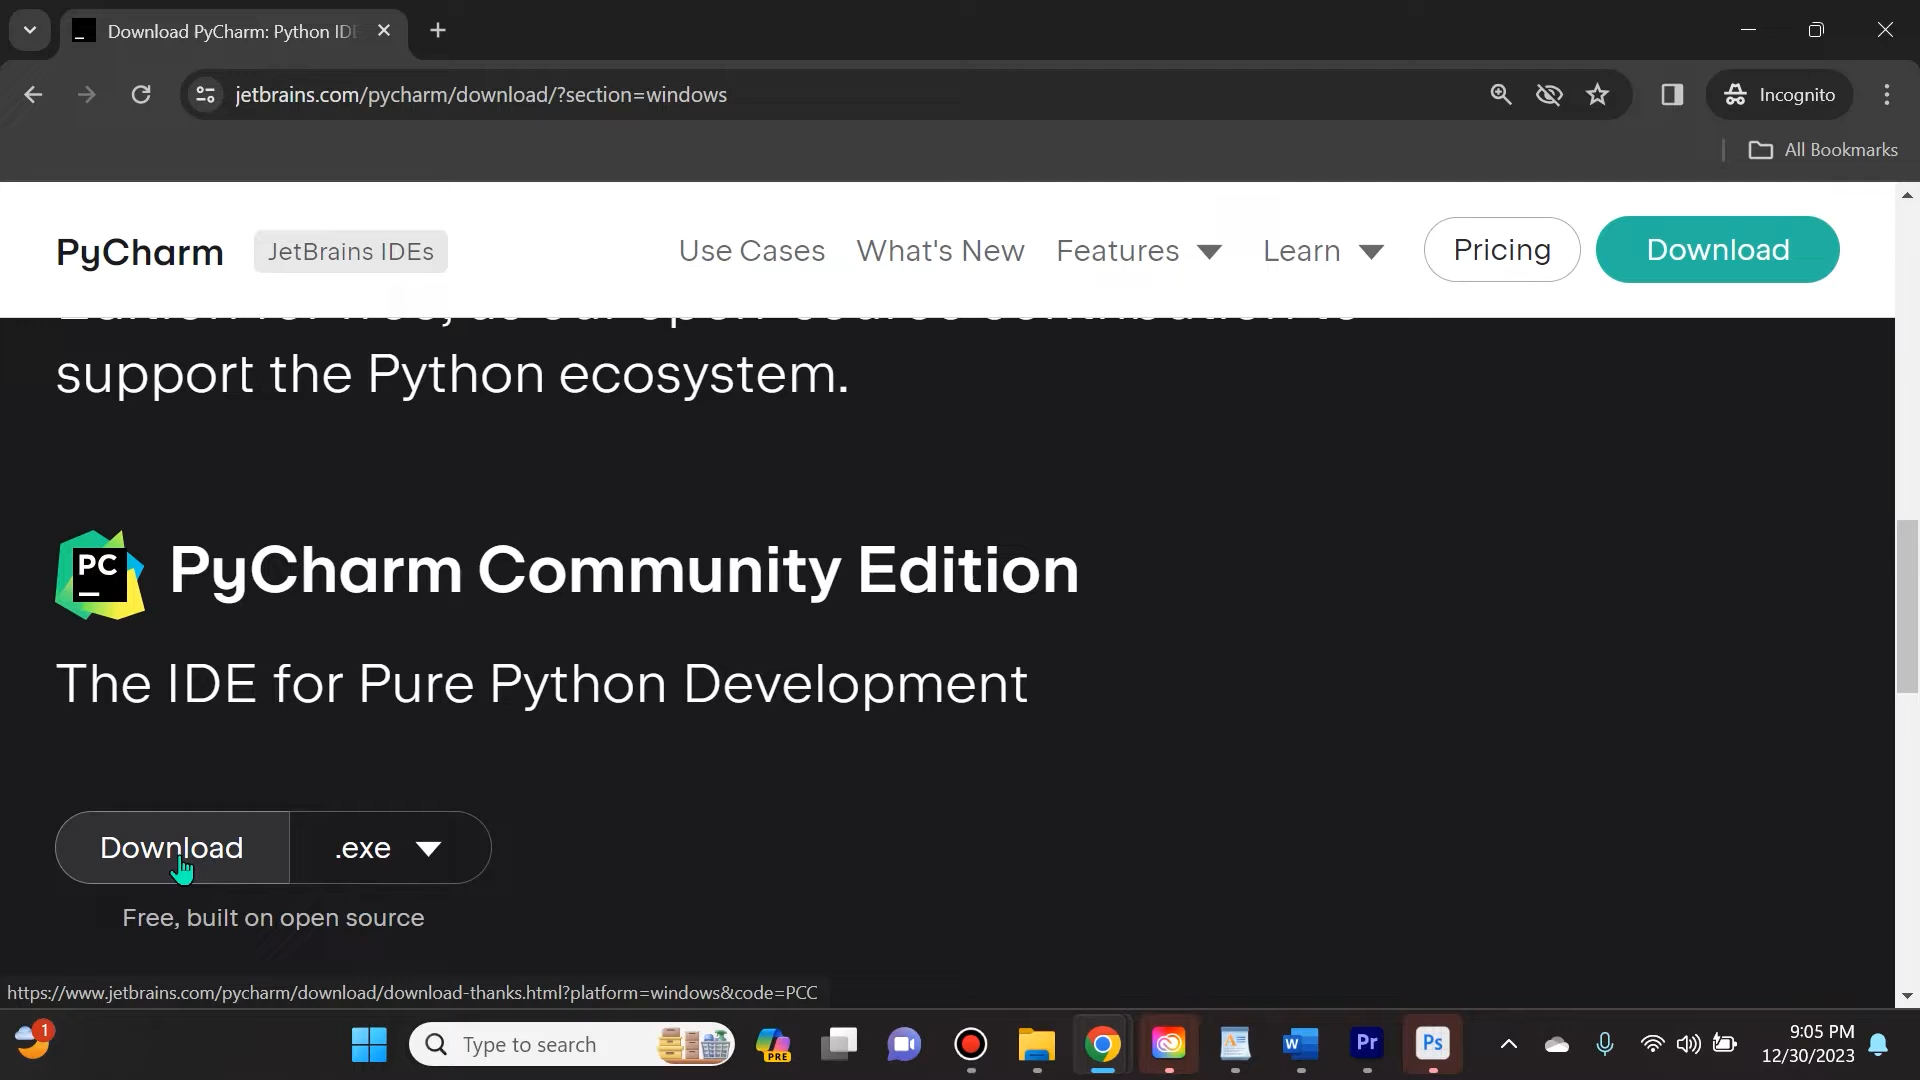 Download PyCharm: Python IDE
jetbrains.com/pycharm/download/?section=windows
Incognito
All Bookmarks
PyCharm
JetBrains IDEs
Use Cases
What's New
Features
Learn
Pricing
Download
support the Python ecosystem.
PC
PyCharm Community Edition
The IDE for Pure Python Development
Download
.exe
Free, built on open source
https://www.jetbrains.com/pycharm/download/download-thanks.html?platform=windows&code=PCC
1
Type to search
PRE
W
Pr
Ps
9:05 PM
12/30/2023